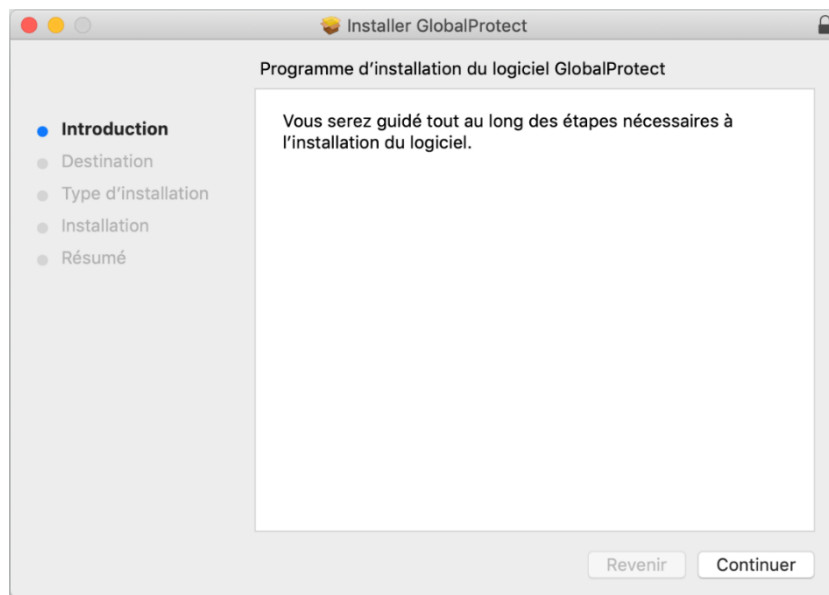 Installer GlobalProtect
Programme d’installation du logiciel GlobalProtect
Introduction
Destination
Type d’installation
Installation
Résumé
Vous serez guidé tout au long des étapes nécessaires à
l’installation du logiciel.
Revenir
Continuer